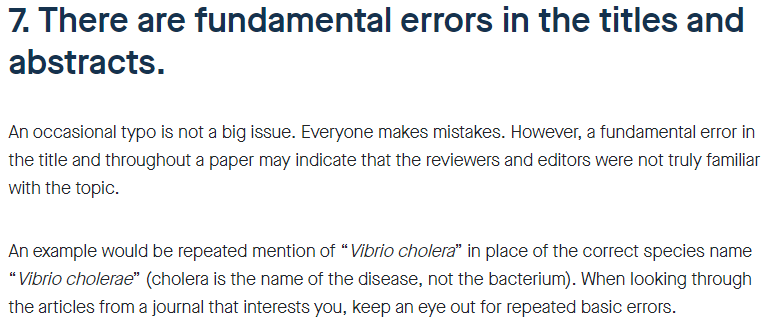 7. There are fundamental errors in the titles and
abstracts.
An occasional typo is not a big issue. Everyone makes mistakes. However, a fundamental error in
the title and throughout a paper may indicate that the reviewers and editors were not truly familiar
with the topic.
An example would be repeated mention of “Vibrio cholera” in place of the correct species name
“Vibrio cholerae” (cholera is the name of the disease, not the bacterium). When looking through
the articles from a journal that interests you, keep an eye out for repeated basic errors.